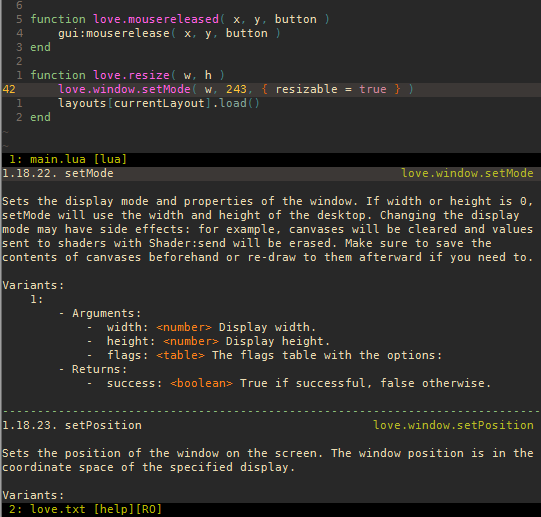 6
5 function love.mousereleased( x, y, button )
4     gui:mouserelease( x, y, button )
3 end
2
1 function love.resize( w, h )
42     love.window.setMode( w, 243, { resizable = true } )
1     layouts[currentLayout].load()
2 end
~
~
1: main.lua [lua]
1.18.22. setMode love.window.setMode
Sets the display mode and properties of the window. If width or height is 0,
setMode will use the width and height of the desktop. Changing the display
mode may have side effects: for example, canvases will be cleared and values
sent to shaders with Shader:send will be erased. Make sure to save the
contents of canvases beforehand or re-draw to them afterward if you need to.
Variants:
1:
- Arguments:
- width: <number> Display width.
- height: <number> Display height.
- flags: <table> The flags table with the options:
- Returns:
- success: <boolean> True if successful, false otherwise.
------------------------------------------------------------------------------
1.18.23. setPosition love.window.setPosition
Sets the position of the window on the screen. The window position is in the
coordinate space of the specified display.
Variants:
2: love.txt [help][RO]